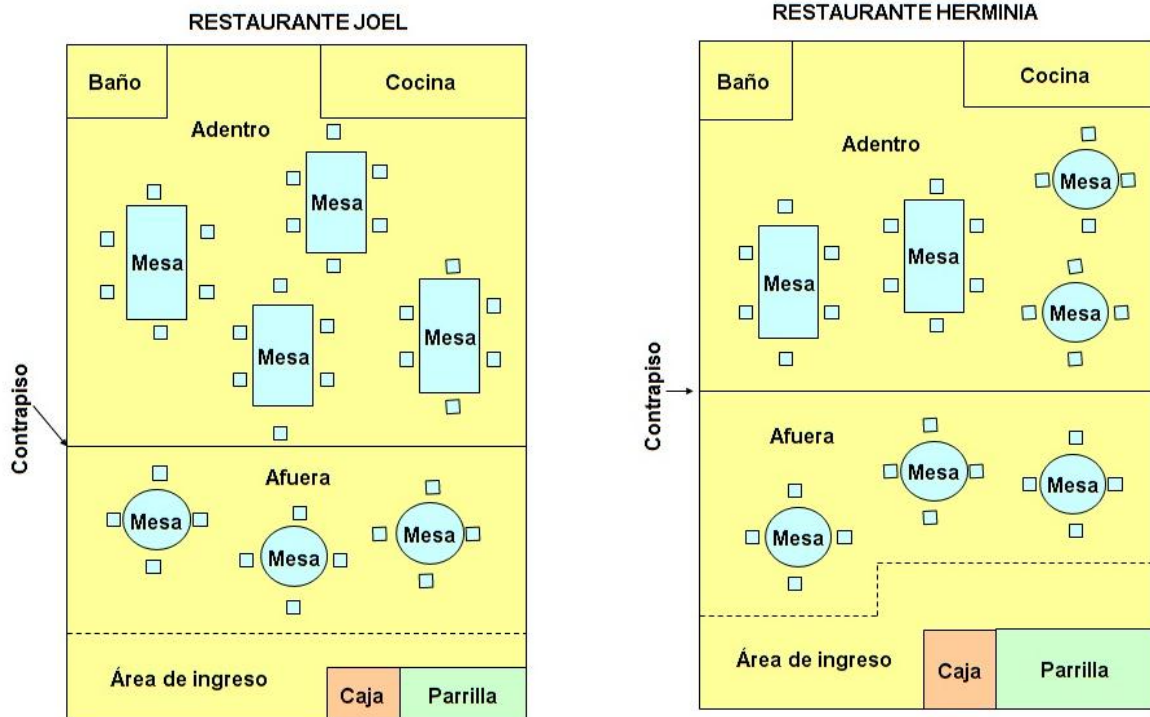 RESTAURANTE JOEL
Baño
Cocina
Adentro
Mesa
Mesa
Mesa
Mesa
Contrapiso
Afuera
Mesa
Mesa
Mesa
Área de ingreso
Caja
Parrilla
RESTAURANTE HERMINIA
Baño
Cocina
Adentro
Mesa
Mesa
Mesa
Mesa
Contrapiso
Afuera
Mesa
Mesa
Mesa
Área de ingreso
Caja
Parrilla